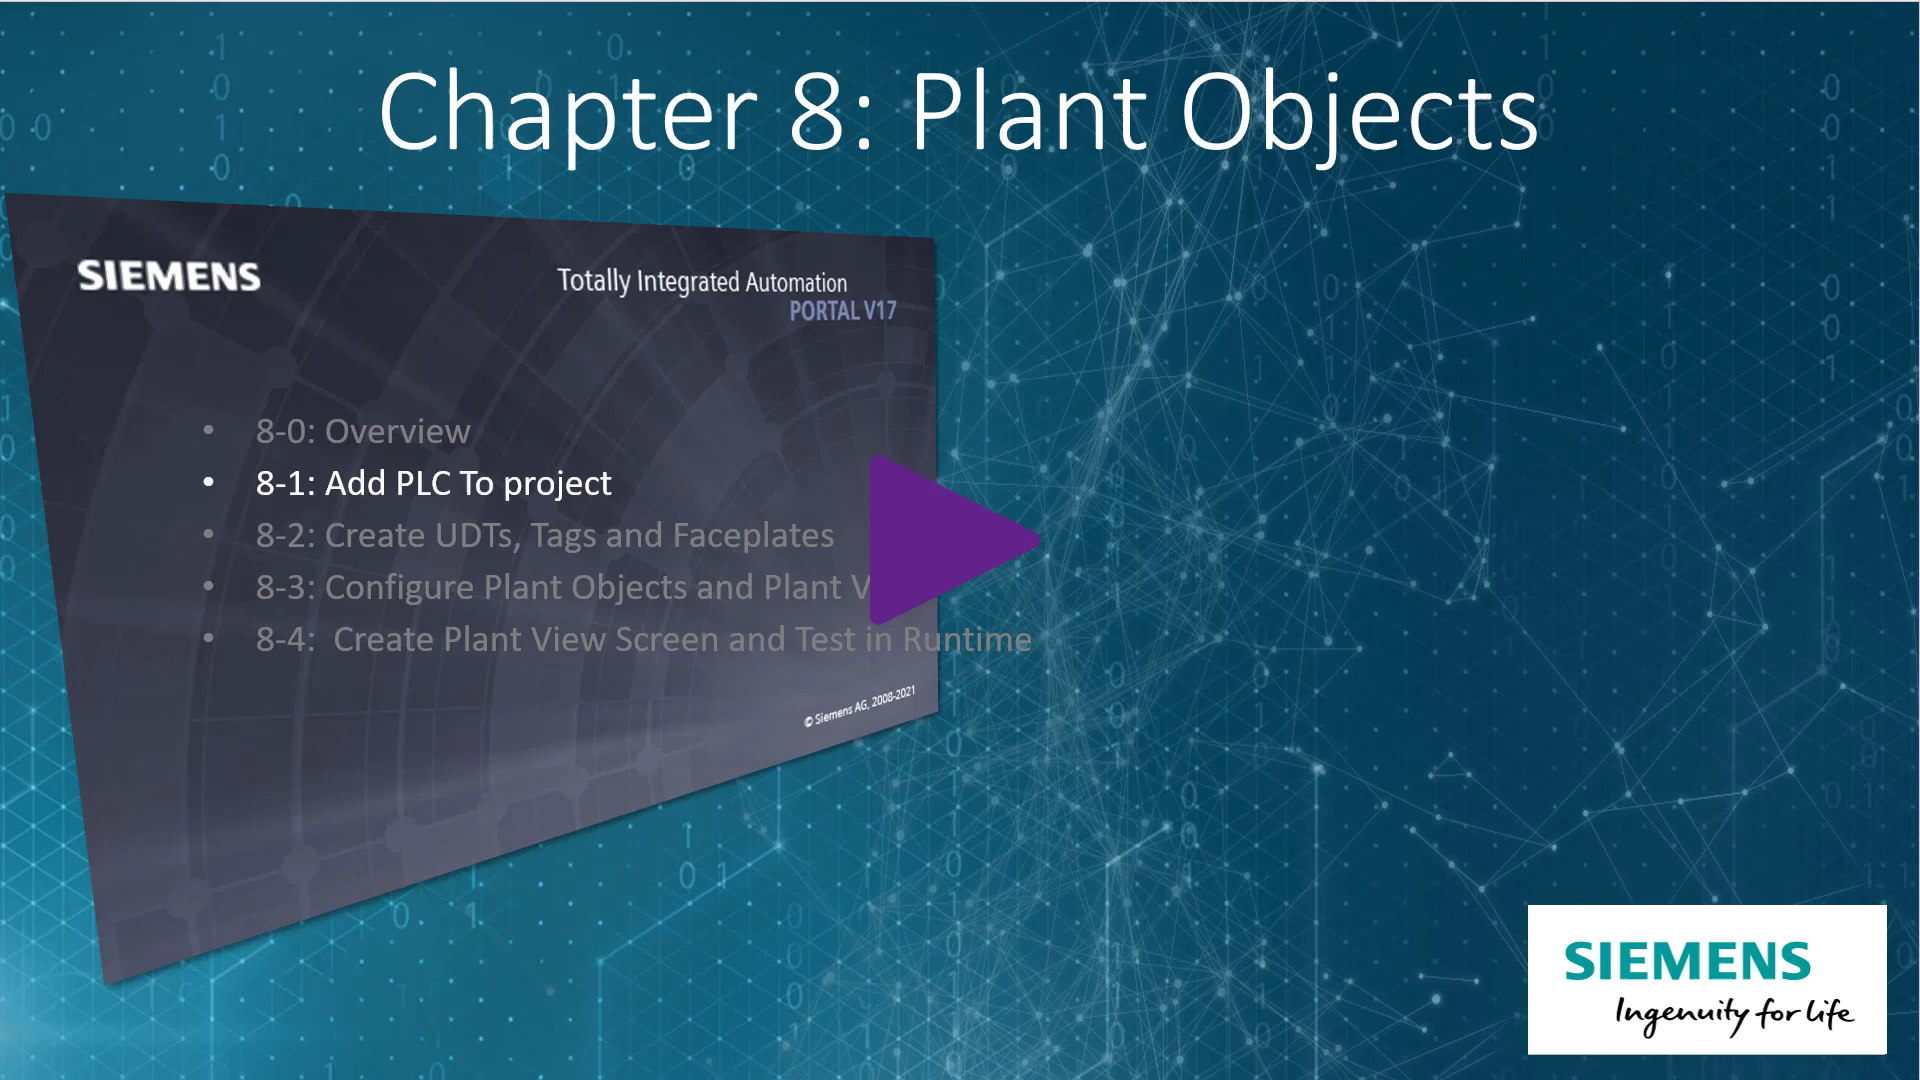 Chapter 8: Plant Objects
SIEMENS
Totally Integrated Automation
PORTAL V17
• 8-0: Overview
• 8-1: Add PLC To project
• 8-2: Create UDTs, Tags and Faceplates
• 8-3: Configure Plant Objects and Plant V
• 8-4: Create Plant View Screen and Test in Runtime
© Siemens AG, 2008-2021
SIEMENS
Ingenuity for life